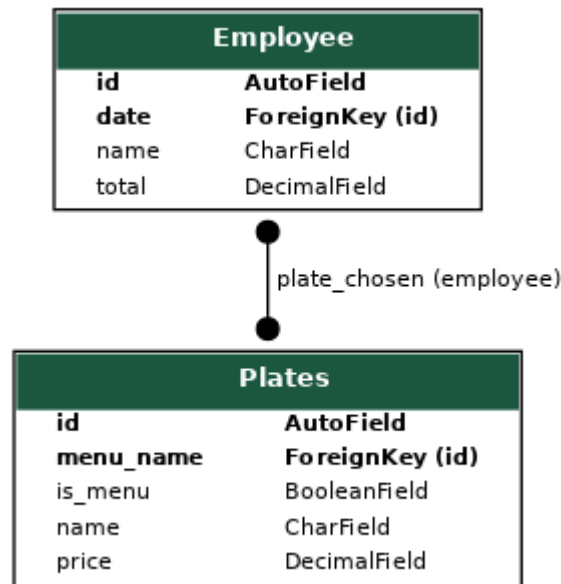 Employee
id AutoField
date ForeignKey (id)
name CharField
total DecimalField
plate_chosen (employee)
Plates
id AutoField
menu_name ForeignKey (id)
is_menu BooleanField
name CharField
price DecimalField